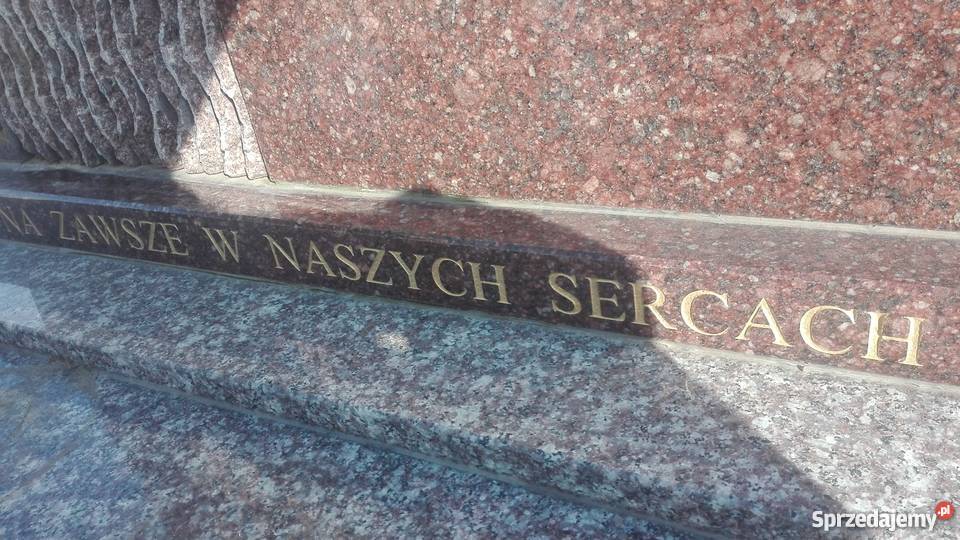 NA ZAWSZE W NASZYCH SERCACH
Sprzedajemy.pl